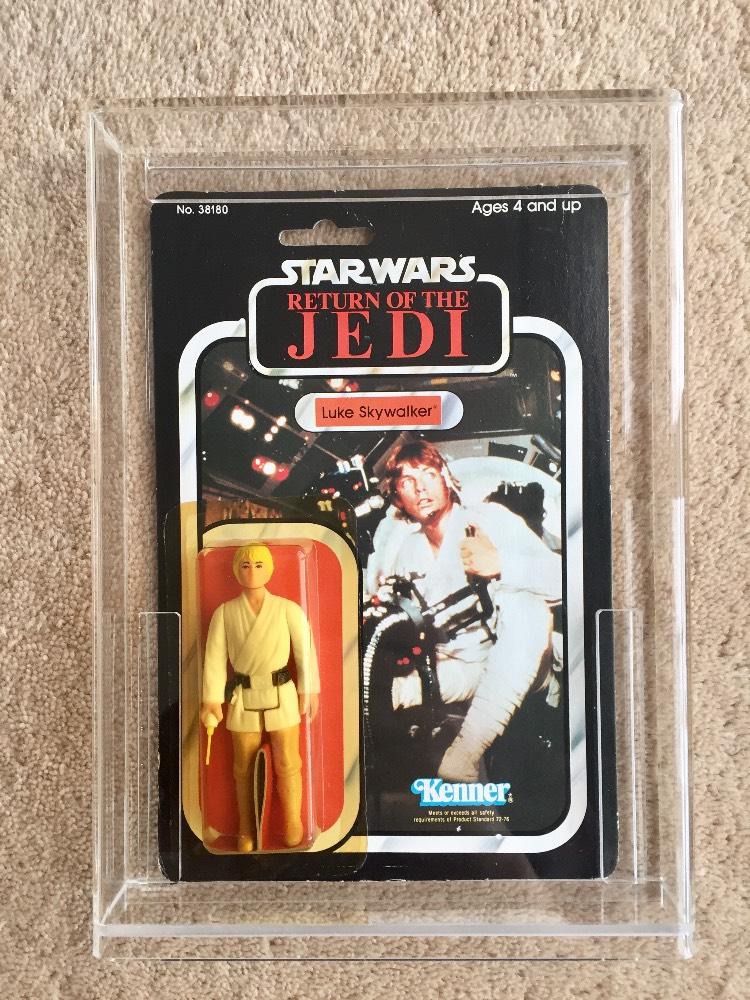 No. 38180
Ages 4 and up
STAR WARS
RETURN OF THE
JEDI
™
Luke Skywalker®
Kenner®
Meets or exceeds all safety
requirements of Product Standard 72-76